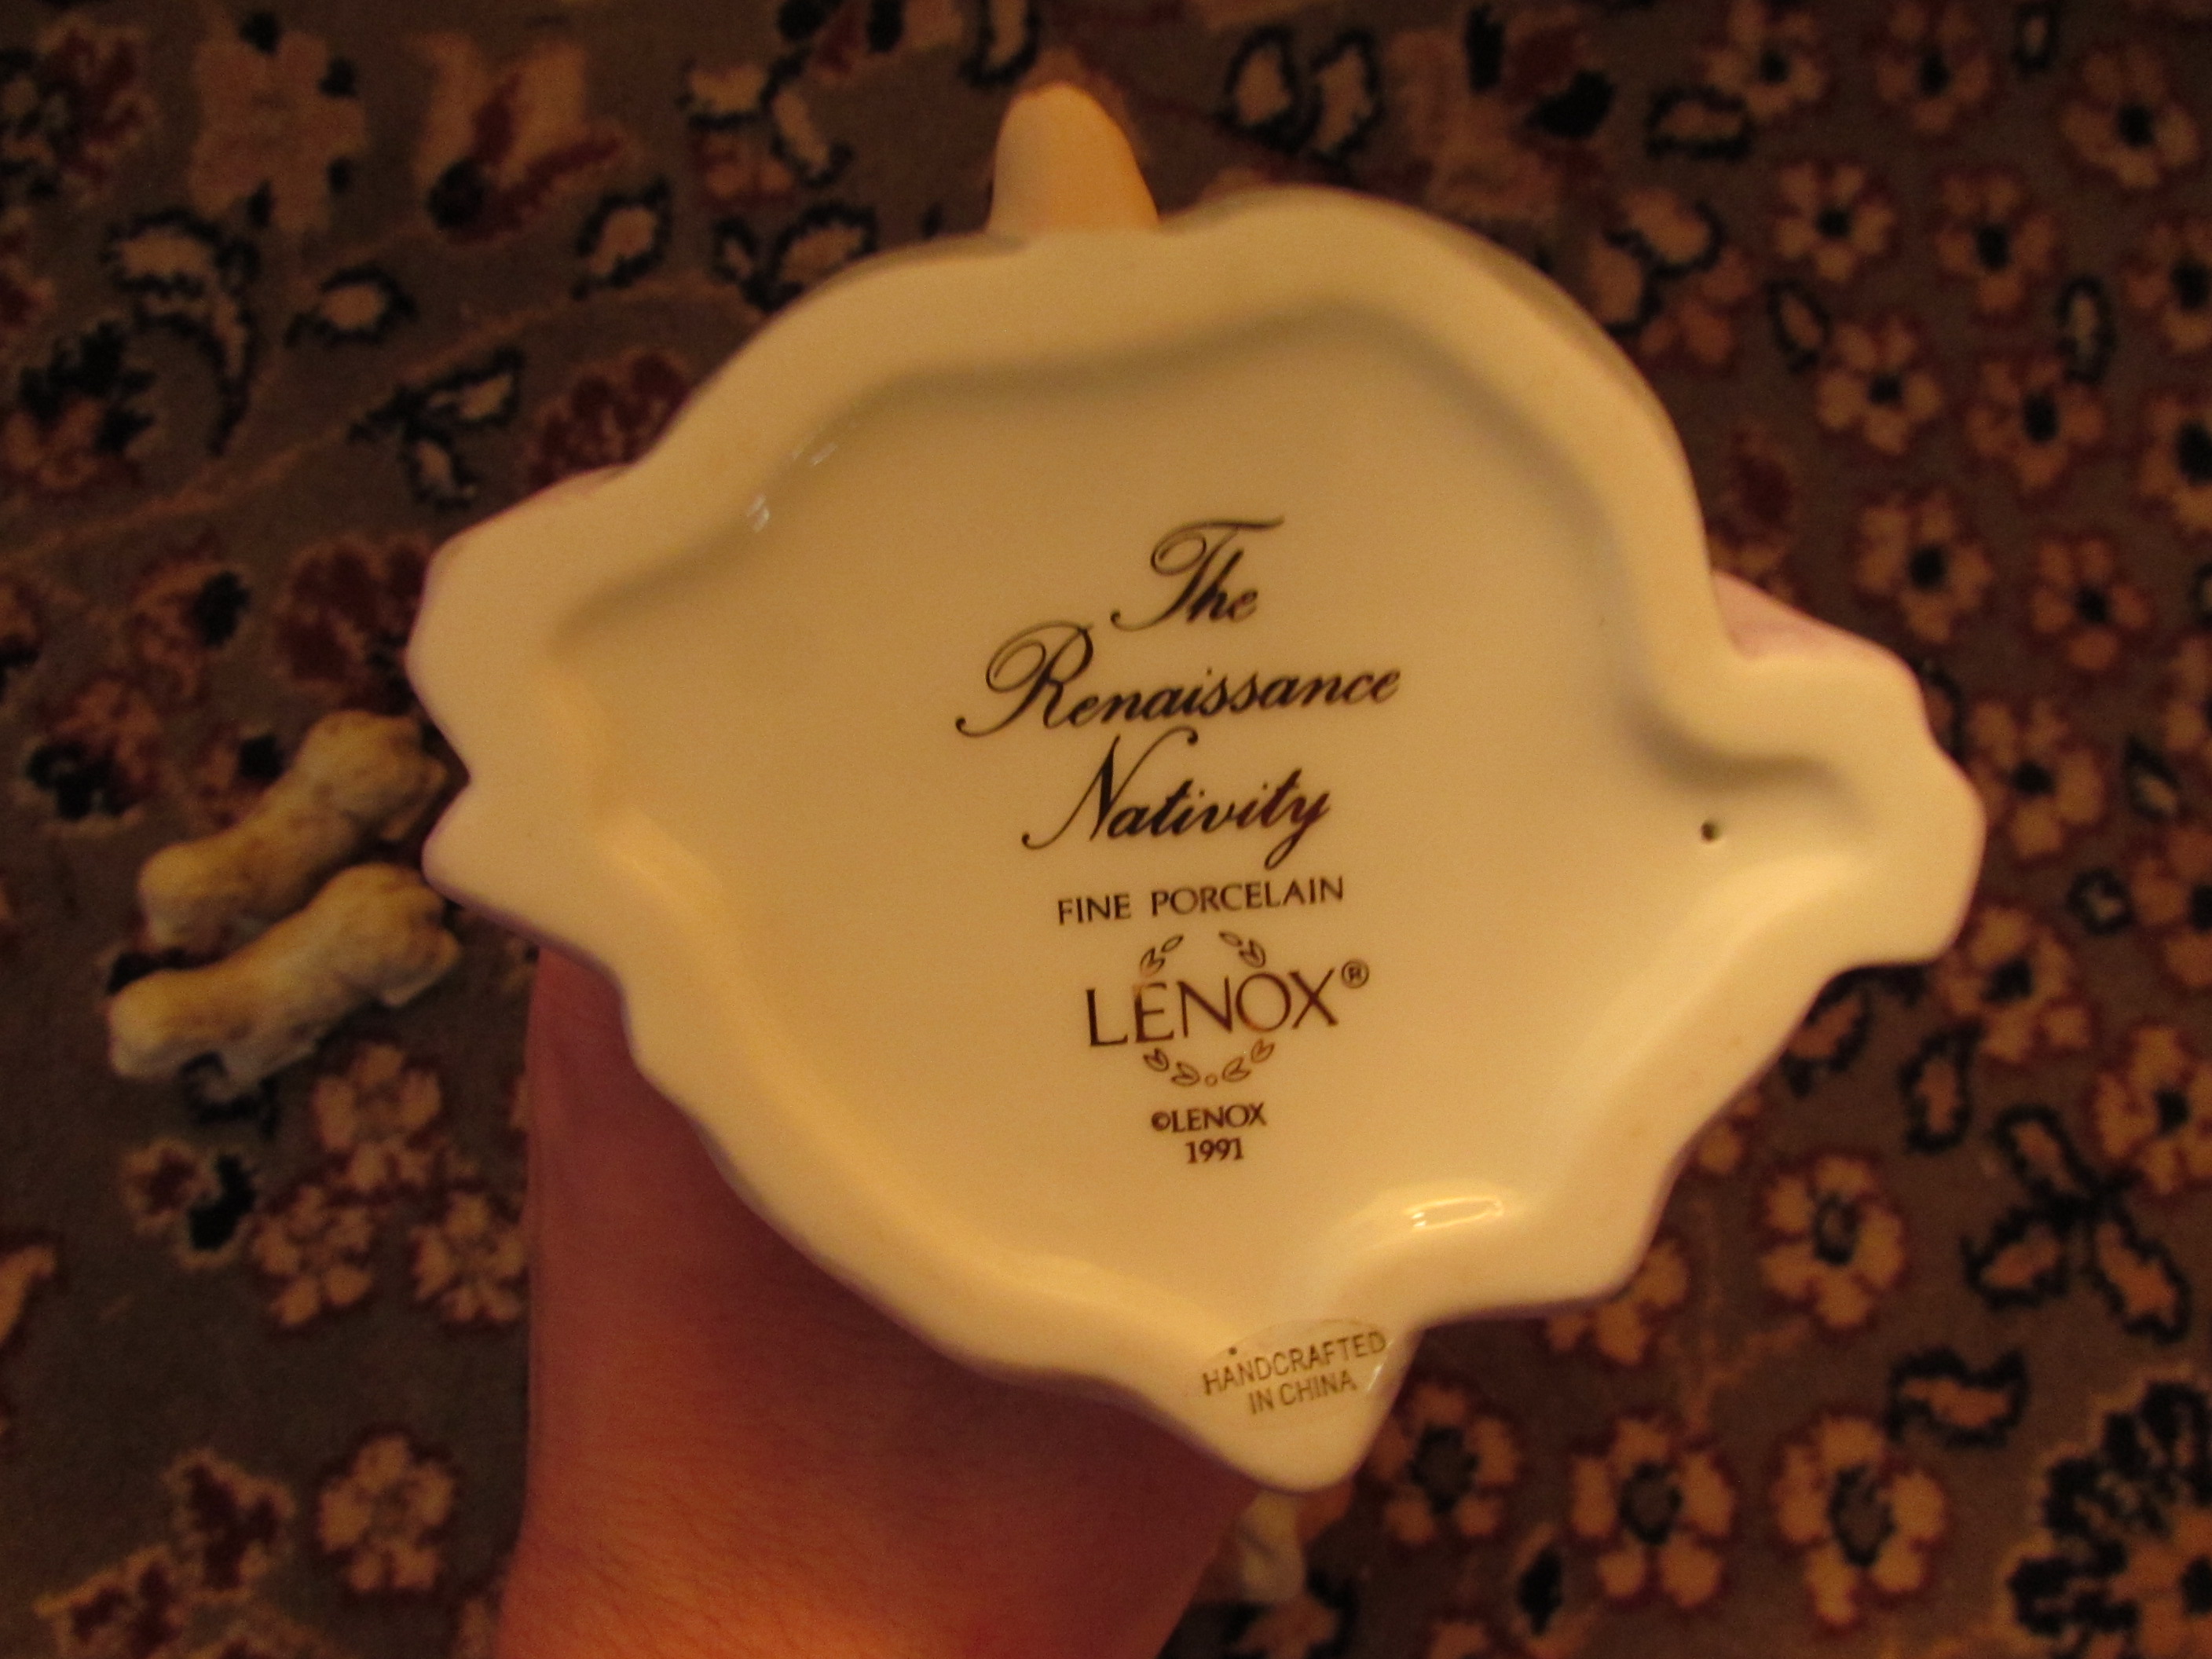 The
Renaissance
Nativity
FINE PORCELAIN
LENOX®
©LENOX
1991
HANDCRAFTED
IN CHINA